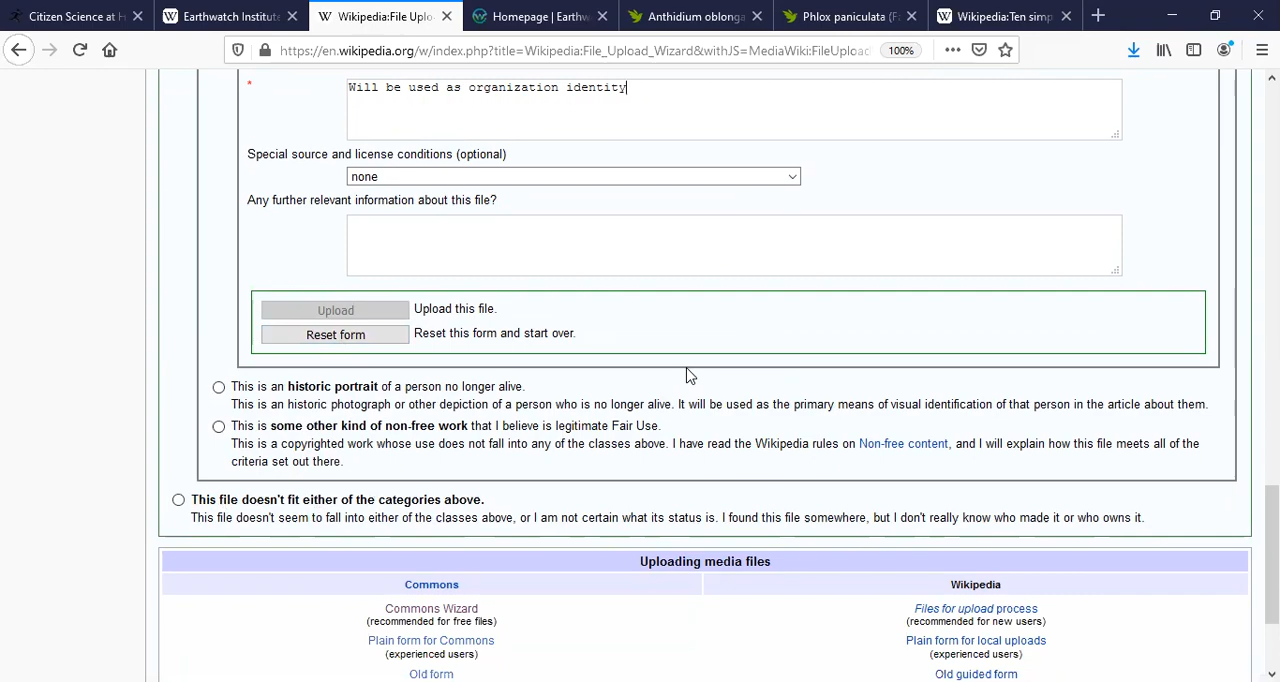 Citizen Science at H
Earthwatch Institute
Wikipedia:File Uplo
Homepage | Earthw
Anthidium oblonga
Phlox paniculata (F
Wikipedia:Ten simp
https://en.wikipedia.org/w/index.php?title=Wikipedia:File_Upload_Wizard&withJS=MediaWiki:FileUploac
100%
* Will be used as organization identity
Special source and license conditions (optional)
none
Any further relevant information about this file?
Upload Upload this file.
Reset form Reset this form and start over.
This is an historic portrait of a person no longer alive.
This is an historic photograph or other depiction of a person who is no longer alive. It will be used as the primary means of visual identification of that person in the article about them.
This is some other kind of non-free work that I believe is legitimate Fair Use.
This is a copyrighted work whose use does not fall into any of the classes above. I have read the Wikipedia rules on Non-free content, and I will explain how this file meets all of the
criteria set out there.
This file doesn't fit either of the categories above.
This file doesn't seem to fall into either of the classes above, or I am not certain what its status is. I found this file somewhere, but I don't really know who made it or who owns it.
Uploading media files
Commons Wikipedia
Commons Wizard Files for upload process
(recommended for free files) (recommended for new users)
Plain form for Commons Plain form for local uploads
(experienced users) (experienced users)
Old form Old guided form